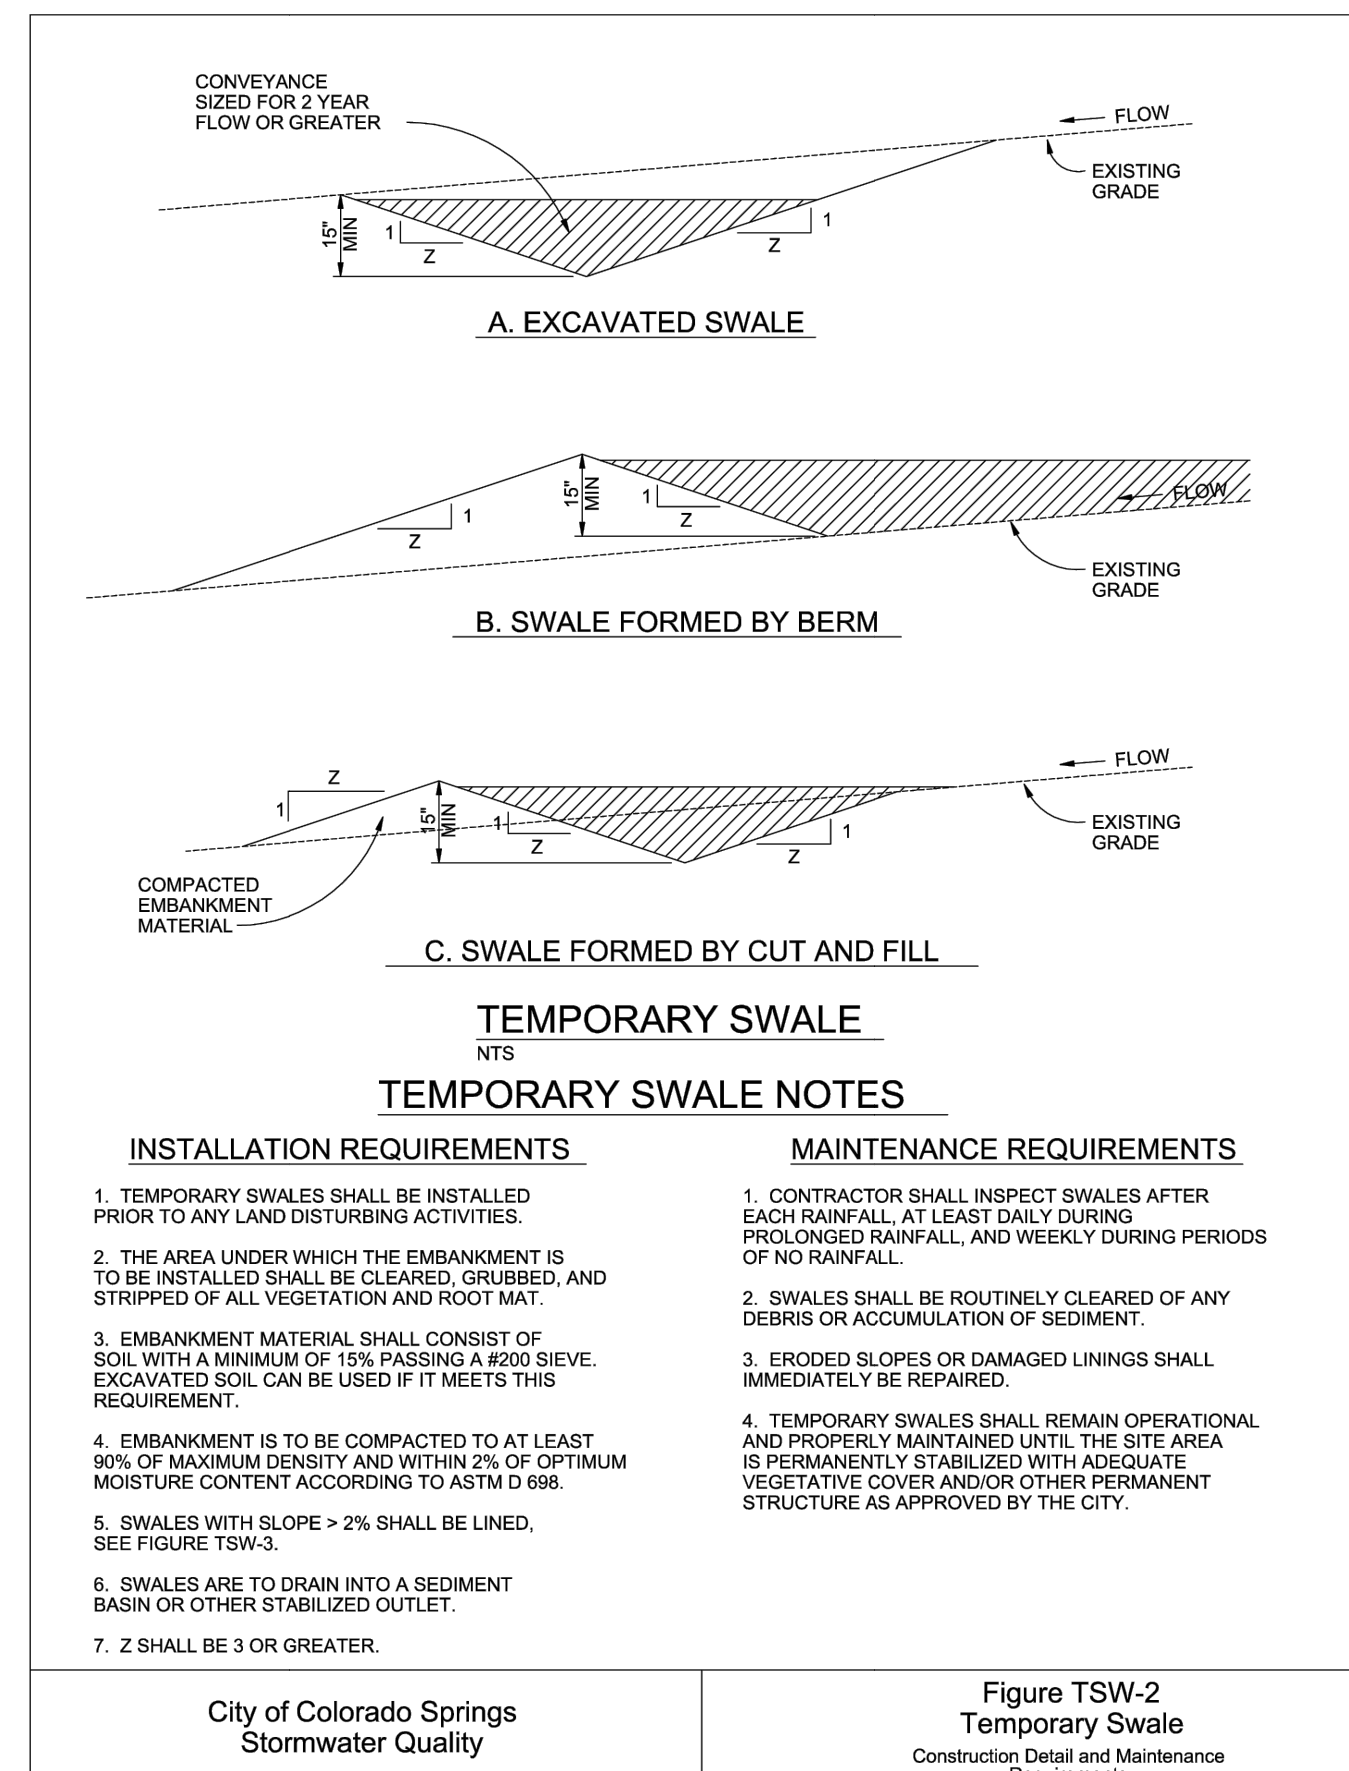 CONVEYANCE
SIZED FOR 2 YEAR
FLOW OR GREATER
FLOW
EXISTING
GRADE
15"
MIN
1
Z
1
Z
A. EXCAVATED SWALE
15"
MIN
1
Z
1
Z
FLOW
EXISTING
GRADE
B. SWALE FORMED BY BERM
Z
1
15"
MIN
1
Z
1
Z
FLOW
EXISTING
GRADE
COMPACTED
EMBANKMENT
MATERIAL
C. SWALE FORMED BY CUT AND FILL
TEMPORARY SWALE
NTS
TEMPORARY SWALE NOTES
INSTALLATION REQUIREMENTS
1. TEMPORARY SWALES SHALL BE INSTALLED
PRIOR TO ANY LAND DISTURBING ACTIVITIES.
2. THE AREA UNDER WHICH THE EMBANKMENT IS
TO BE INSTALLED SHALL BE CLEARED, GRUBBED, AND
STRIPPED OF ALL VEGETATION AND ROOT MAT.
3. EMBANKMENT MATERIAL SHALL CONSIST OF
SOIL WITH A MINIMUM OF 15% PASSING A #200 SIEVE.
EXCAVATED SOIL CAN BE USED IF IT MEETS THIS
REQUIREMENT.
4. EMBANKMENT IS TO BE COMPACTED TO AT LEAST
90% OF MAXIMUM DENSITY AND WITHIN 2% OF OPTIMUM
MOISTURE CONTENT ACCORDING TO ASTM D 698.
5. SWALES WITH SLOPE > 2% SHALL BE LINED,
SEE FIGURE TSW-3.
6. SWALES ARE TO DRAIN INTO A SEDIMENT
BASIN OR OTHER STABILIZED OUTLET.
7. Z SHALL BE 3 OR GREATER.
MAINTENANCE REQUIREMENTS
1. CONTRACTOR SHALL INSPECT SWALES AFTER
EACH RAINFALL, AT LEAST DAILY DURING
PROLONGED RAINFALL, AND WEEKLY DURING PERIODS
OF NO RAINFALL.
2. SWALES SHALL BE ROUTINELY CLEARED OF ANY
DEBRIS OR ACCUMULATION OF SEDIMENT.
3. ERODED SLOPES OR DAMAGED LININGS SHALL
IMMEDIATELY BE REPAIRED.
4. TEMPORARY SWALES SHALL REMAIN OPERATIONAL
AND PROPERLY MAINTAINED UNTIL THE SITE AREA
IS PERMANENTLY STABILIZED WITH ADEQUATE
VEGETATIVE COVER AND/OR OTHER PERMANENT
STRUCTURE AS APPROVED BY THE CITY.
City of Colorado Springs
Stormwater Quality
Figure TSW-2
Temporary Swale
Construction Detail and Maintenance